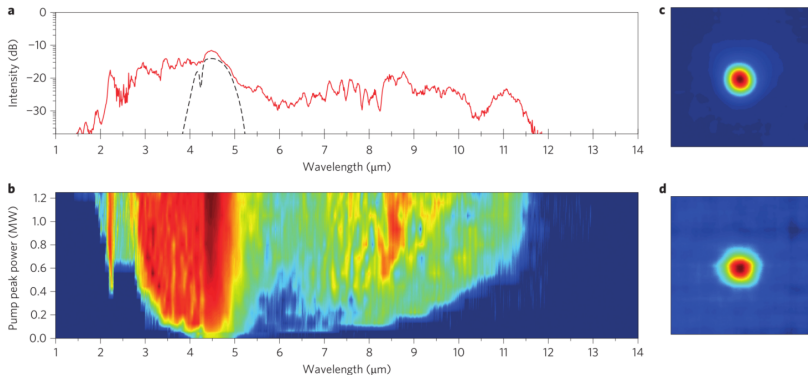 a
0
−10
−20
−30
Intensity (dB)
1 2 3 4 5 6 7 8 9 10 11 12 13 14
Wavelength (μm)
b
1.2
1.0
0.8
0.6
0.4
0.2
0.0
Pump peak power (MW)
1 2 3 4 5 6 7 8 9 10 11 12 13 14
Wavelength (μm)
c
d